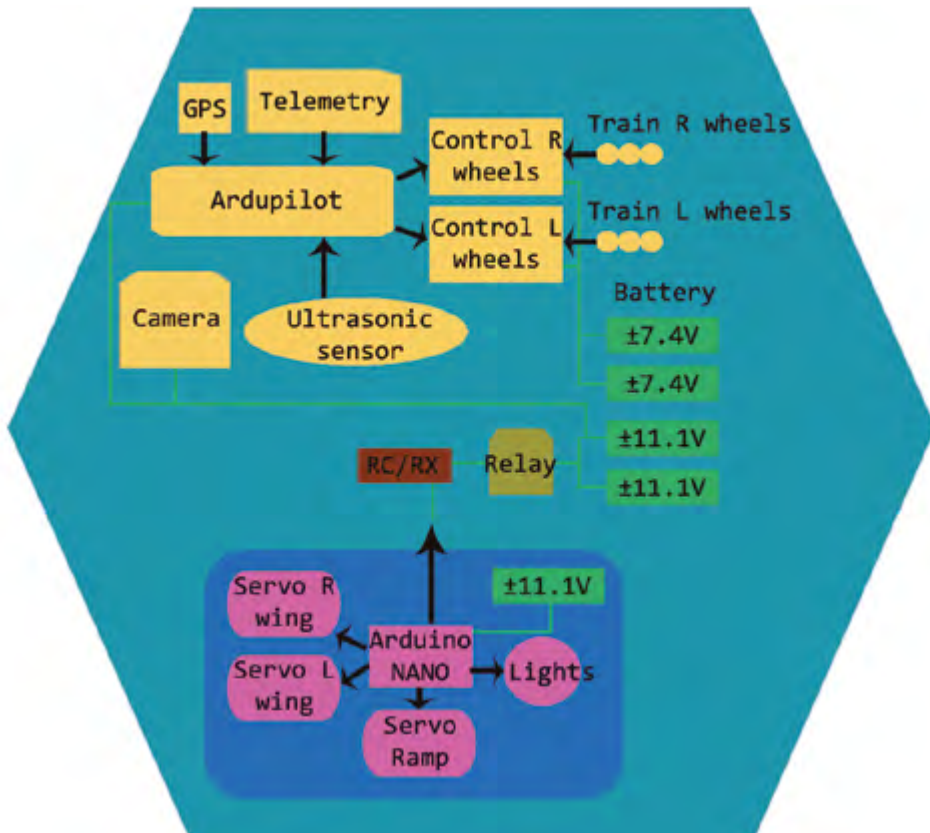 GPS
Telemetry
Control R
wheels
Train R wheels
Ardupilot
Control L
wheels
Train L wheels
Camera
Ultrasonic
sensor
Battery
±7.4V
±7.4V
±11.1V
±11.1V
RC/RX
Relay
Servo R
wing
±11.1V
Arduino
NANO
Servo L
wing
Lights
Servo
Ramp